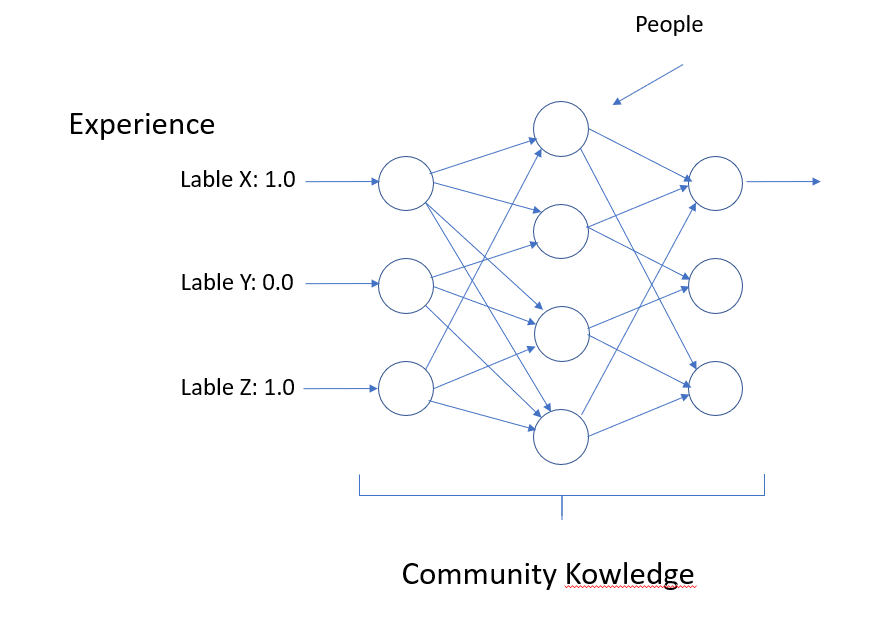 People
Experience
Lable X: 1.0
Lable Y: 0.0
Lable Z: 1.0
Community Kowledge